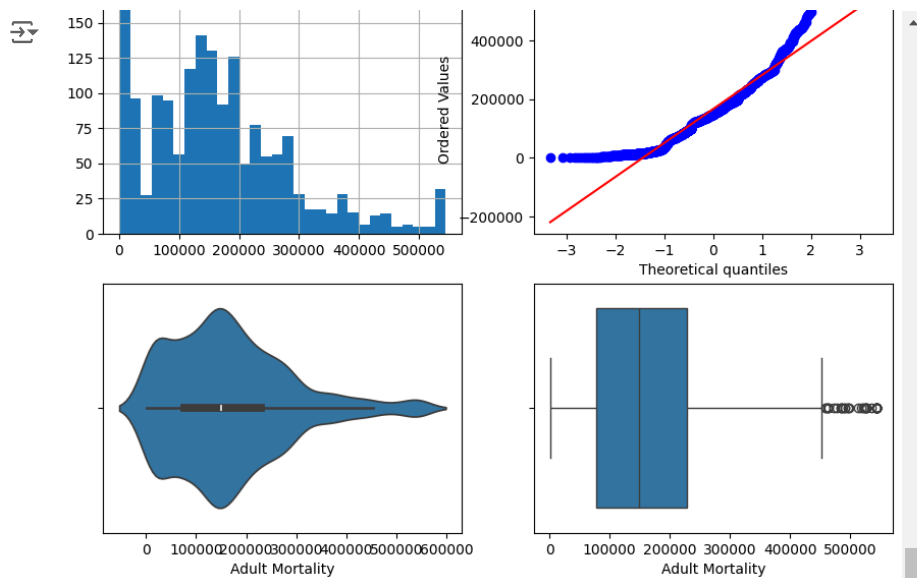 150
125
100
75
50
25
0
0 100000 200000 300000 400000 500000
Ordered Values
400000
200000
0
−200000
−3 −2 −1 0 1 2 3
Theoretical quantiles
0 100000 200000 300000 400000 500000 600000
Adult Mortality
0 100000 200000 300000 400000 500000
Adult Mortality